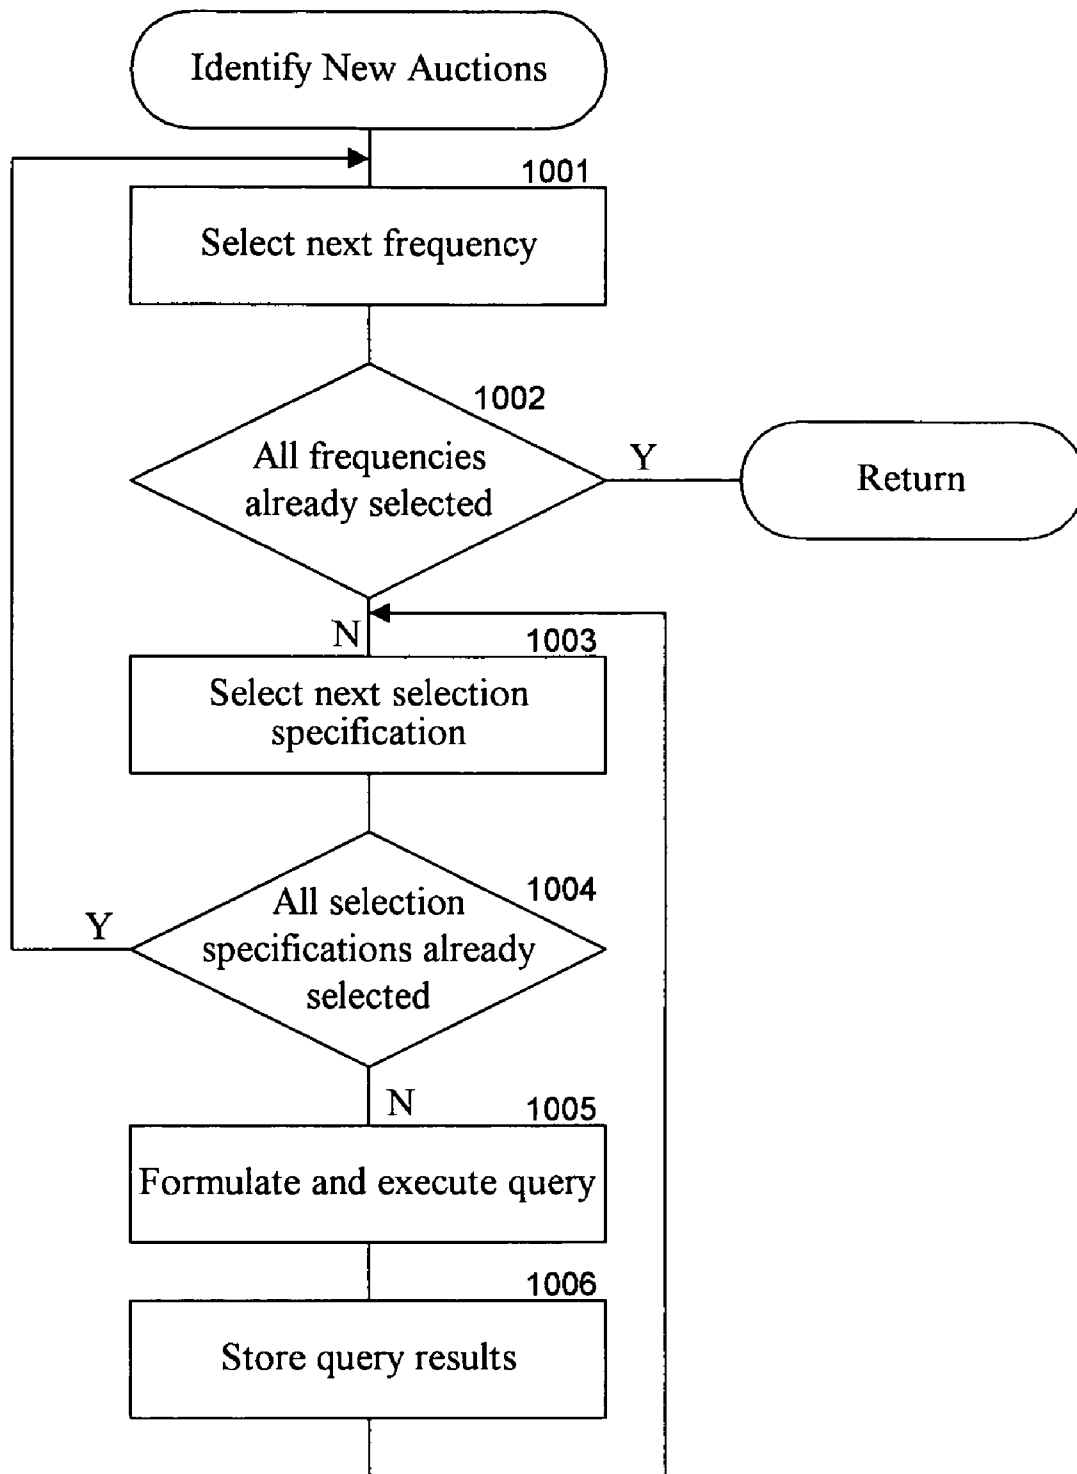 Identify New Auctions
1001
Select next frequency
1002
All frequencies
already selected
Y
Return
N
1003
Select next selection
specification
1004
All selection
specifications already
selected
Y
N
1005
Formulate and execute query
1006
Store query results